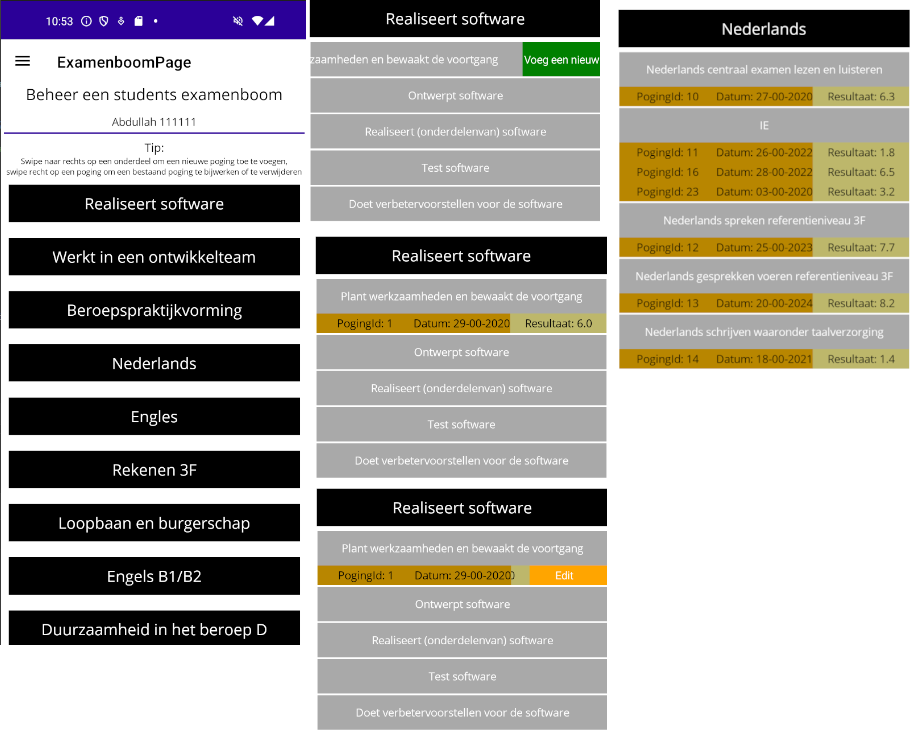 10:53
ExamenboomPage
Beheer een students examenboom
Abdullah 111111
Tip:
Swipe naar rechts op een onderdeel om een nieuwe poging toe te voegen,
swipe recht op een poging om een bestaand poging te bijwerken of te verwijderen
Realiseert software
Werkt in een ontwikkelteam
Beroepspraktijkvorming
Nederlands
Engles
Rekenen 3F
Loopbaan en burgerschap
Engels B1/B2
Duurzaamheid in het beroep D
Realiseert software
zaamheden en bewaakt de voortgang Voeg een nieuw
Ontwerpt software
Realiseert (onderdelenvan) software
Test software
Doet verbetervoorstellen voor de software
Realiseert software
Plant werkzaamheden en bewaakt de voortgang
PogingId: 1 Datum: 29-00-2020 Resultaat: 6.0
Ontwerpt software
Realiseert (onderdelenvan) software
Test software
Doet verbetervoorstellen voor de software
Realiseert software
Plant werkzaamheden en bewaakt de voortgang
PogingId: 1 Datum: 29-00-2020 Edit
Ontwerpt software
Realiseert (onderdelenvan) software
Test software
Doet verbetervoorstellen voor de software
Nederlands
Nederlands centraal examen lezen en luisteren
PogingId: 10 Datum: 27-00-2020 Resultaat: 6.3
IE
PogingId: 11 Datum: 26-00-2022 Resultaat: 1.8
PogingId: 16 Datum: 28-00-2022 Resultaat: 6.5
PogingId: 23 Datum: 03-00-2020 Resultaat: 3.2
Nederlands spreken referentieniveau 3F
PogingId: 12 Datum: 25-00-2023 Resultaat: 7.7
Nederlands gesprekken voeren referentieniveau 3F
PogingId: 13 Datum: 20-00-2024 Resultaat: 8.2
Nederlands schrijven waaronder taalverzorging
PogingId: 14 Datum: 18-00-2021 Resultaat: 1.4